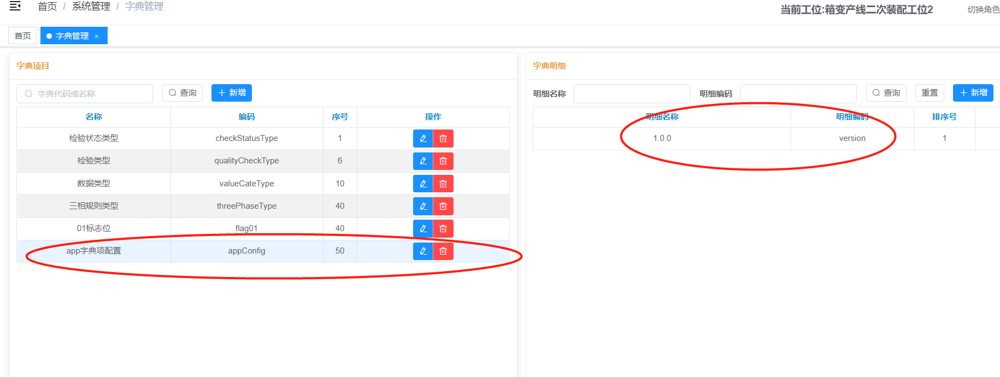 首页 / 系统管理 / 字典管理
当前工位:箱变产线二次装配工位2
切换角色
首页
字典管理 ×
字典项目
字典代码或名称
查询
新增
名称 编码 序号 操作
检验状态类型 checkStatusType 1
检验类型 qualityCheckType 6
数据类型 valueCateType 10
三相规则类型 threePhaseType 40
01标志位 flag01 40
app字典项配置 appConfig 50
字典明细
明细名称
明细编码
查询
重置
新增
明细名称 明细编码 排序号
1.0.0 version 1